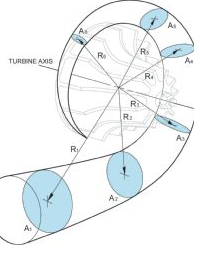 A₅
A₆
R₅
A₄
R₆
TURBINE AXIS
R₄
R₃
R₂
A₃
R₁
A₂
A₁